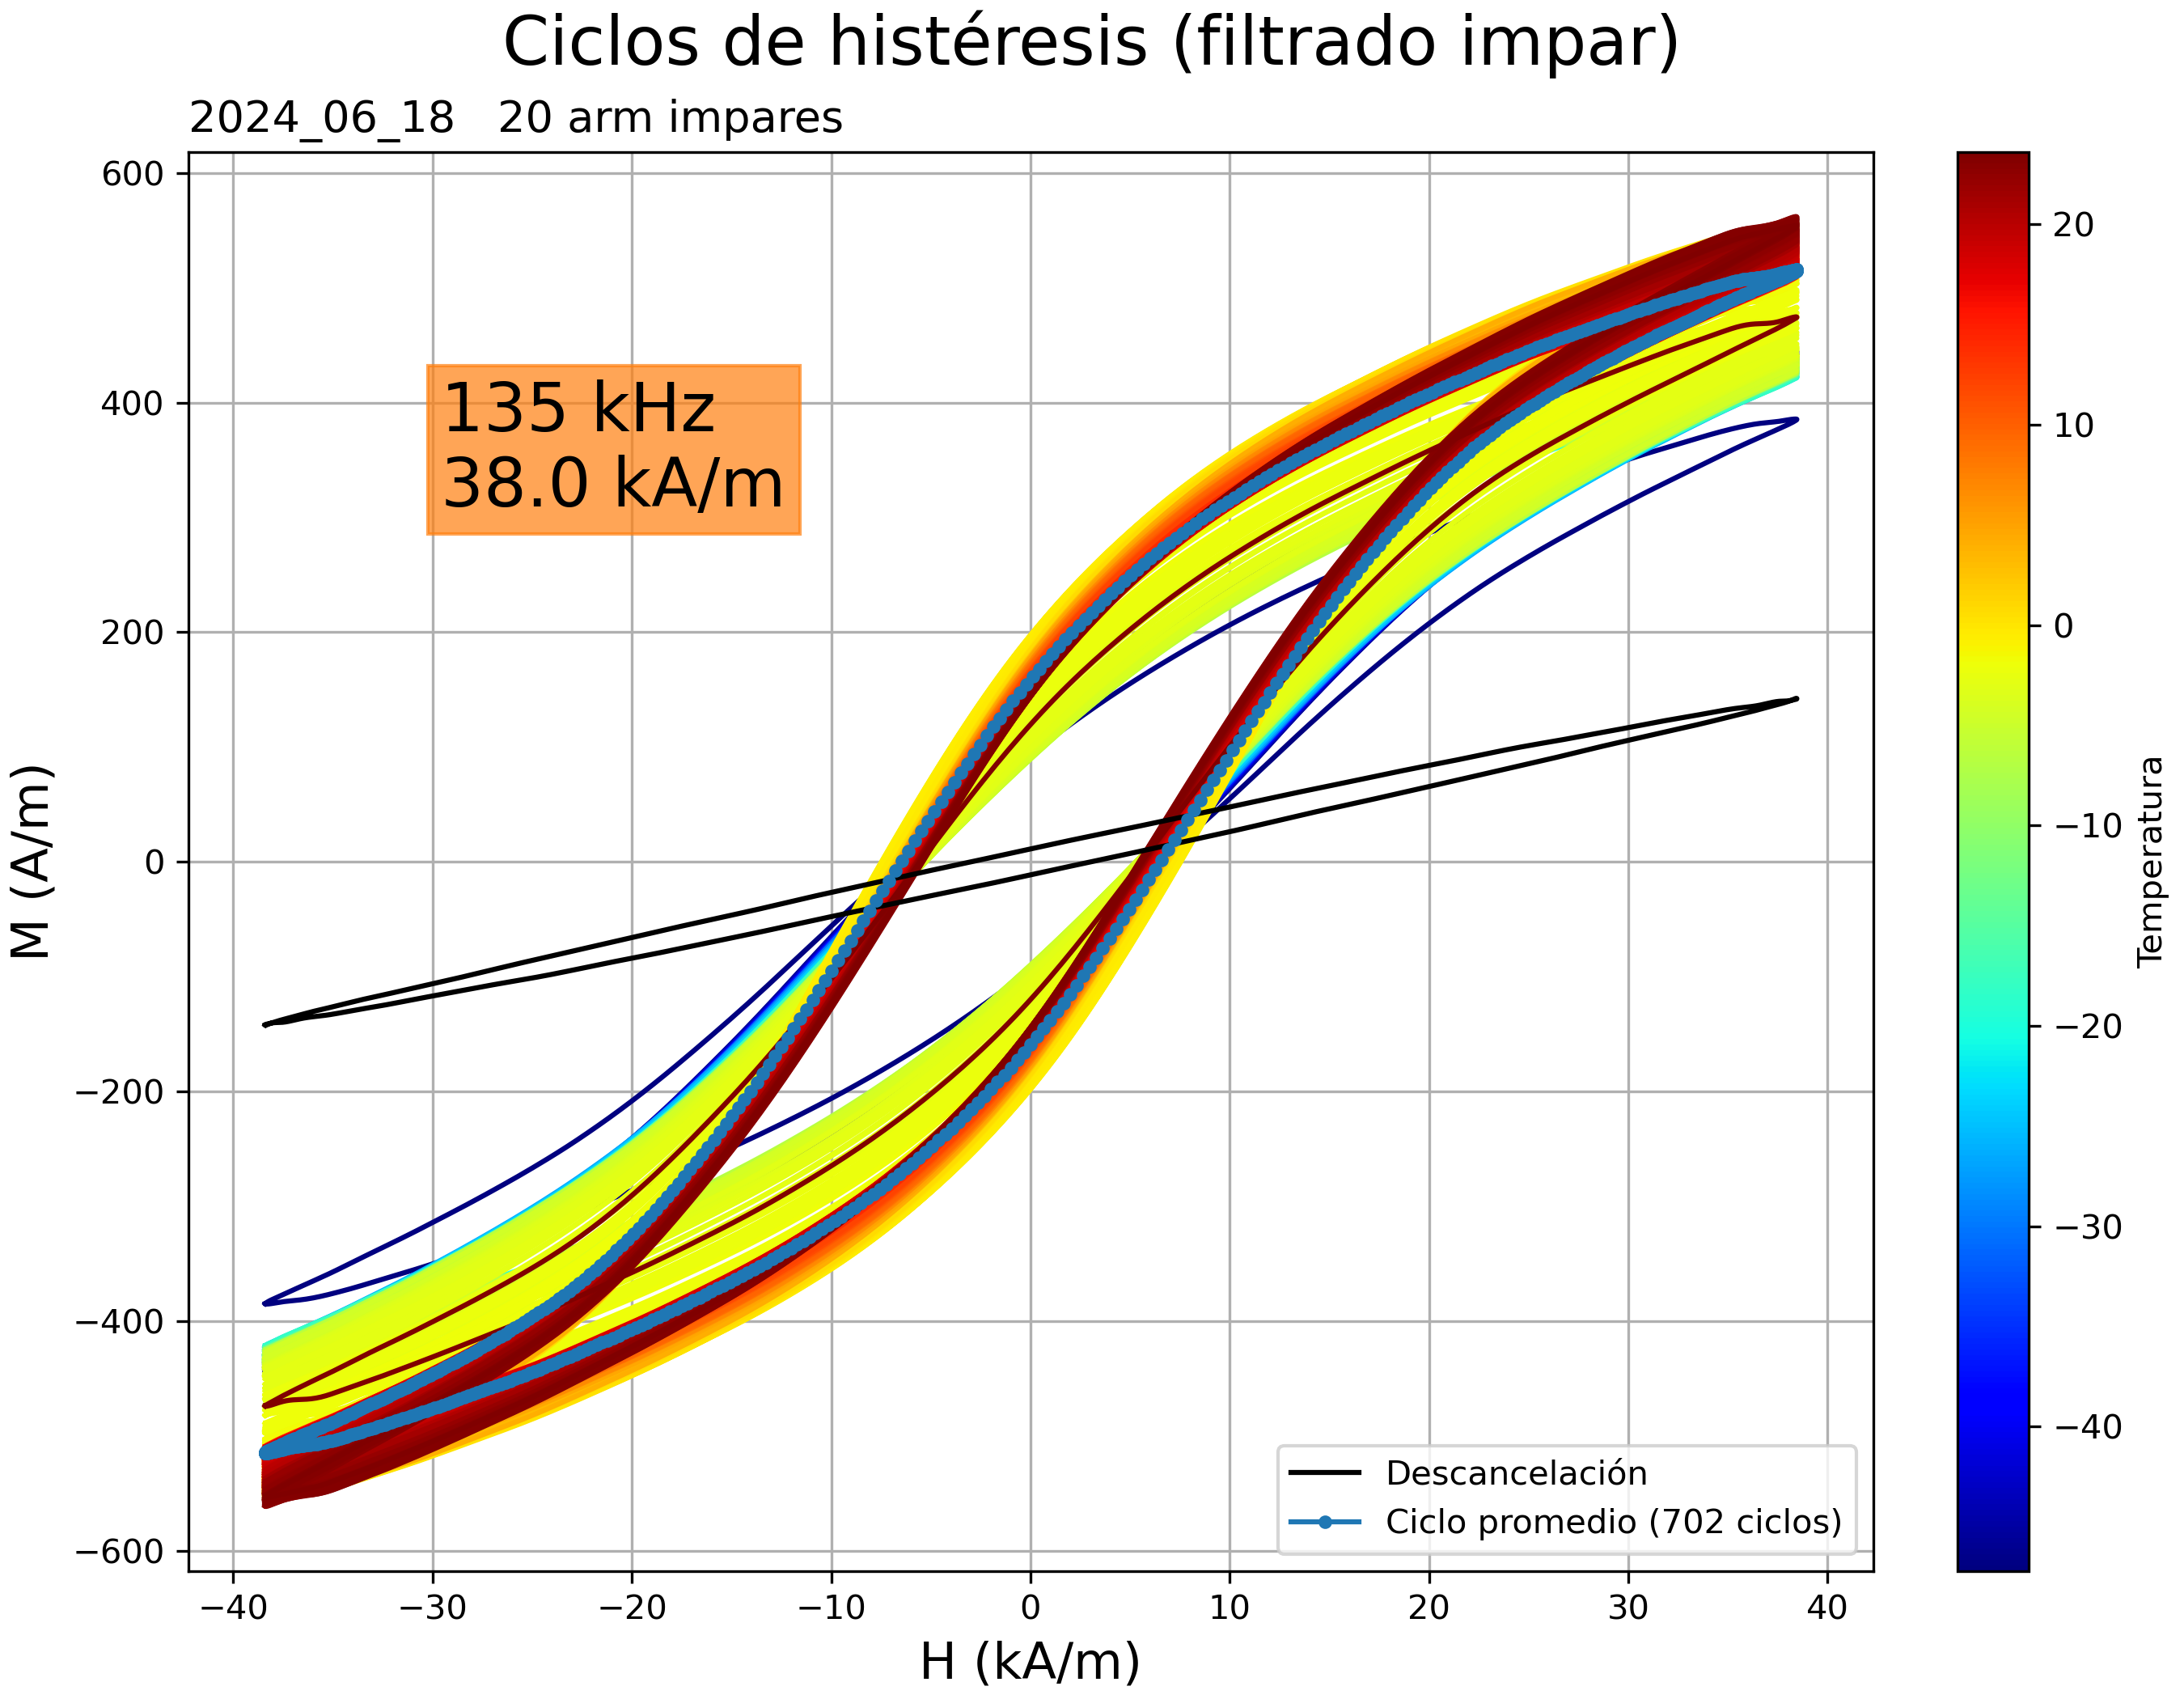 Ciclos de histéresis (filtrado impar)
2024_06_18   20 arm impares
600
400
200
0
−200
−400
−600
M (A/m)
135 kHz
38.0 kA/m
Descancelación
Ciclo promedio (702 ciclos)
−40
−30
−20
−10
0
10
20
30
40
H (kA/m)
20
10
0
−10
−20
−30
−40
Temperatura